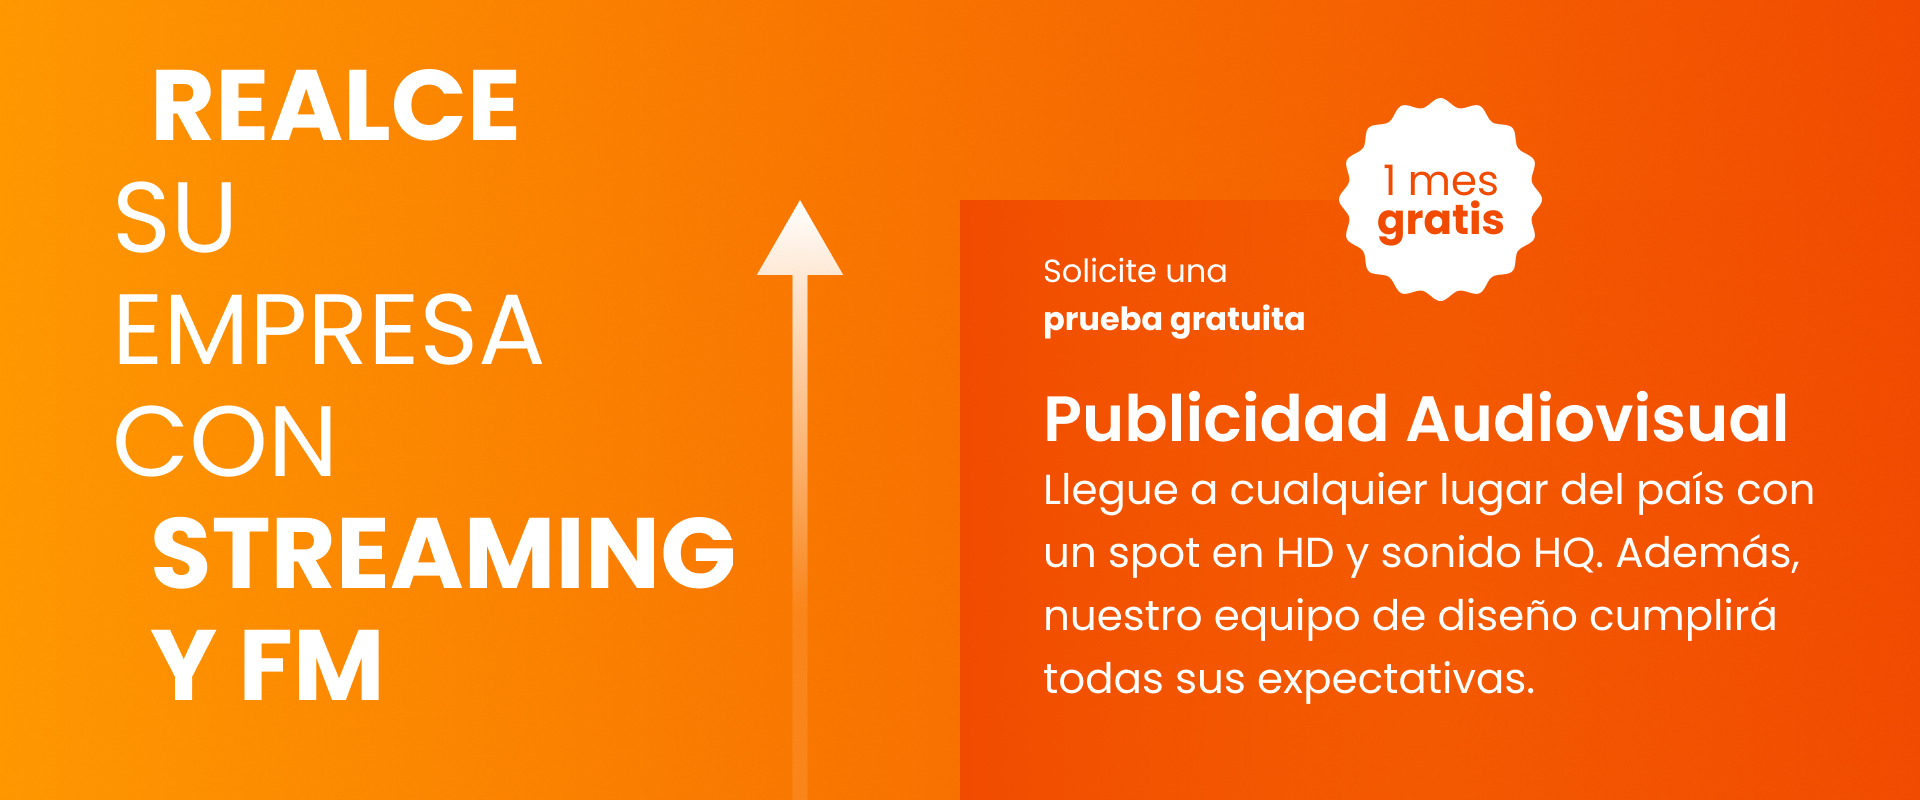 REALCE
SU
EMPRESA
CON
STREAMING
Y FM
1 mes
gratis
Solicite una
prueba gratuita
Publicidad Audiovisual
Llegue a cualquier lugar del país con
un spot en HD y sonido HQ. Además,
nuestro equipo de diseño cumplirá
todas sus expectativas.